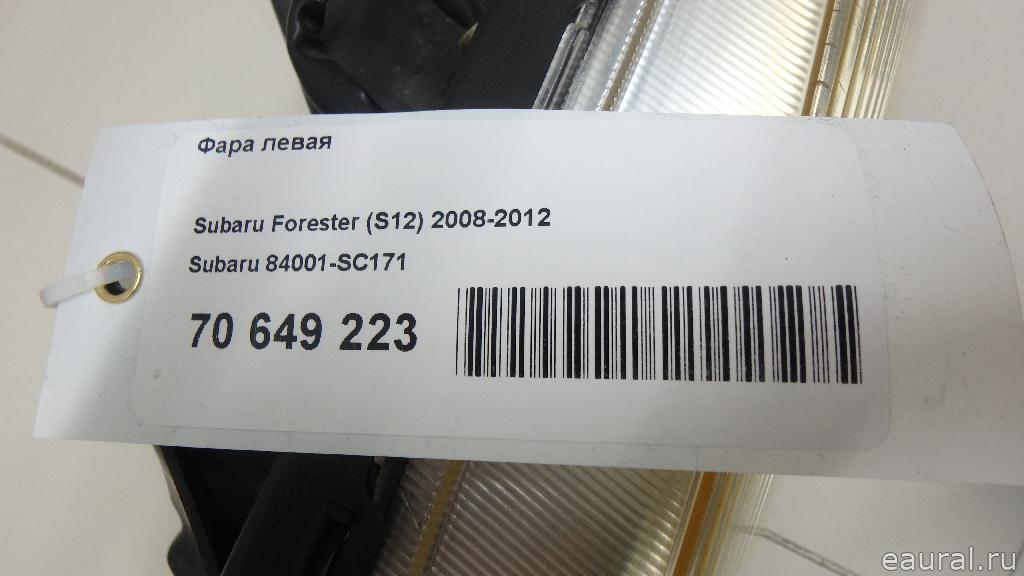 Фара левая
Subaru Forester (S12) 2008-2012
Subaru 84001-SC171
70 649 223
eaural.ru